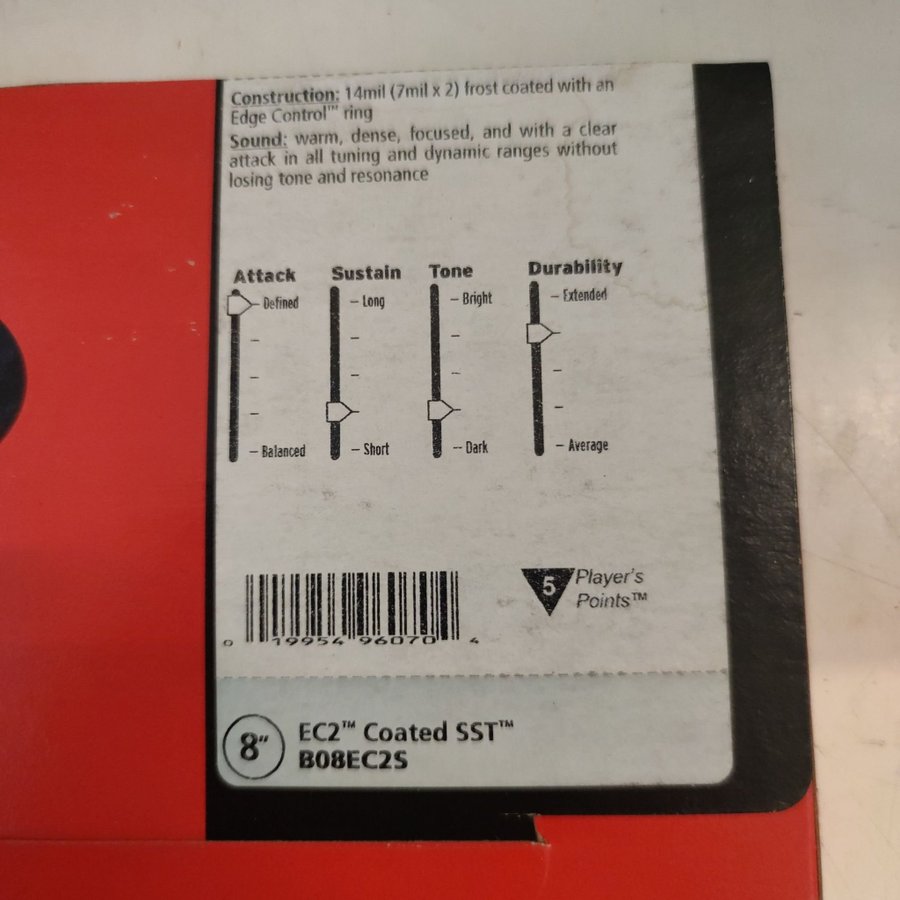 Construction: 14mil (7mil x 2) frost coated with an
Edge Control™ ring
Sound: warm, dense, focused, and with a clear
attack in all tuning and dynamic ranges without
losing tone and resonance
Attack Sustain Tone Durability
– Defined – Long – Bright – Extended
– Balanced – Short – Dark – Average
0 19954 96070 4
5 Player's
Points™
8" EC2™ Coated SST™
B08EC2S